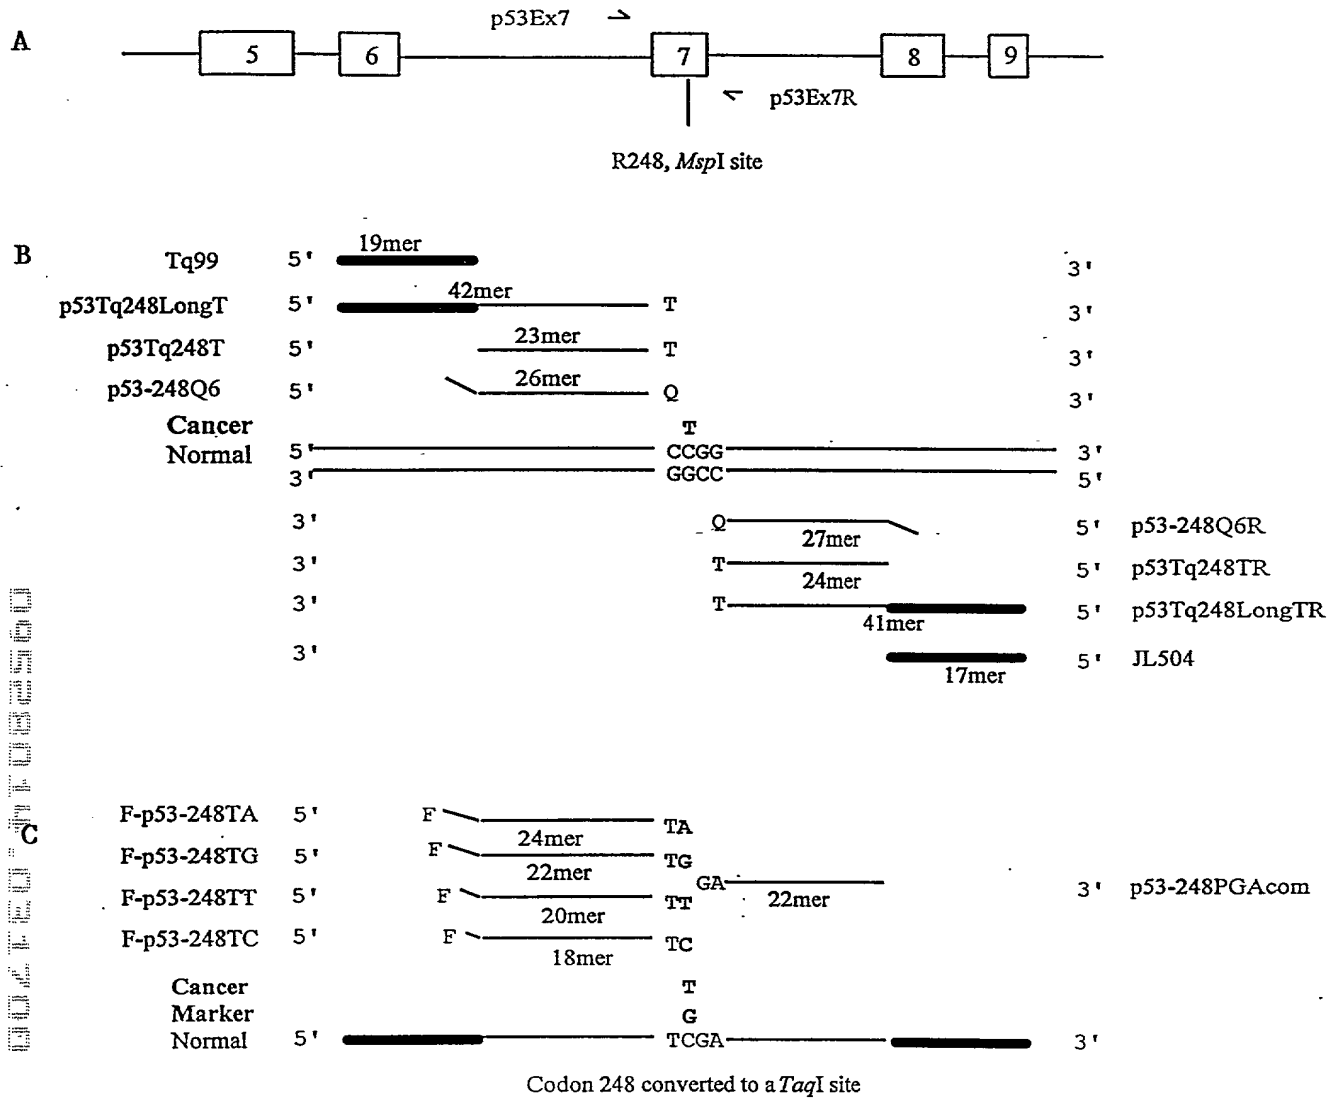 A
p53Ex7
5 6 7 8 9
p53Ex7R
R248, MspI site
B
19mer
Tq99 5' 3'
42mer
p53Tq248LongT 5' T 3'
23mer
p53Tq248T 5' T 3'
26mer
p53-248Q6 5' Q 3'
Cancer T
Normal 5' CCGG 3'
3' GGCC 5'
3' Q 5' p53-248Q6R
27mer
3' T 5' p53Tq248TR
24mer
3' T 5' p53Tq248LongTR
41mer
3' 5' JL504
17mer
C
F-p53-248TA 5' F TA
24mer
F-p53-248TG 5' F TG
22mer
GA 3' p53-248PGAcom
22mer
F-p53-248TT 5' F TT
20mer
F-p53-248TC 5' F TC
18mer
Cancer T
Marker G
Normal 5' TCGA 3'
Codon 248 converted to a TaqI site